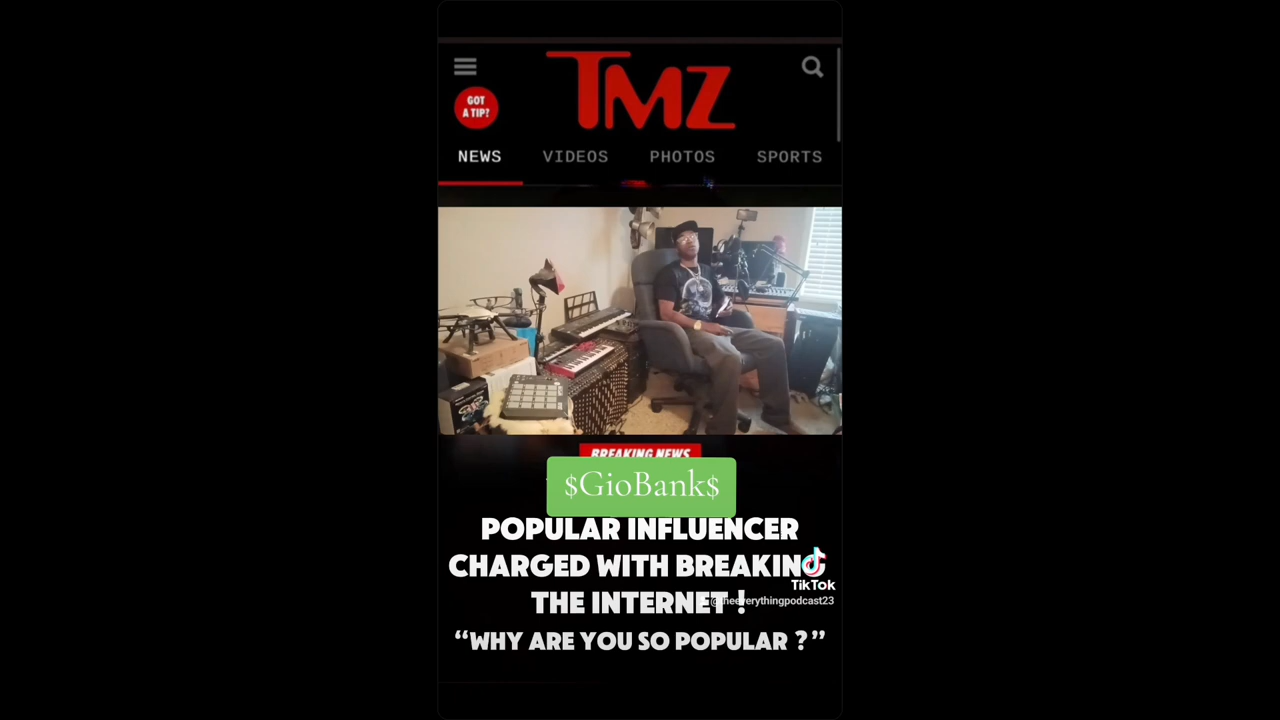 TMZ
GOT
A TIP?
NEWS VIDEOS PHOTOS SPORTS
BREAKING NEWS
$GioBank$
POPULAR INFLUENCER
CHARGED WITH BREAKING
THE INTERNET !
“WHY ARE YOU SO POPULAR ?”
TikTok
@theeverythingpodcast23